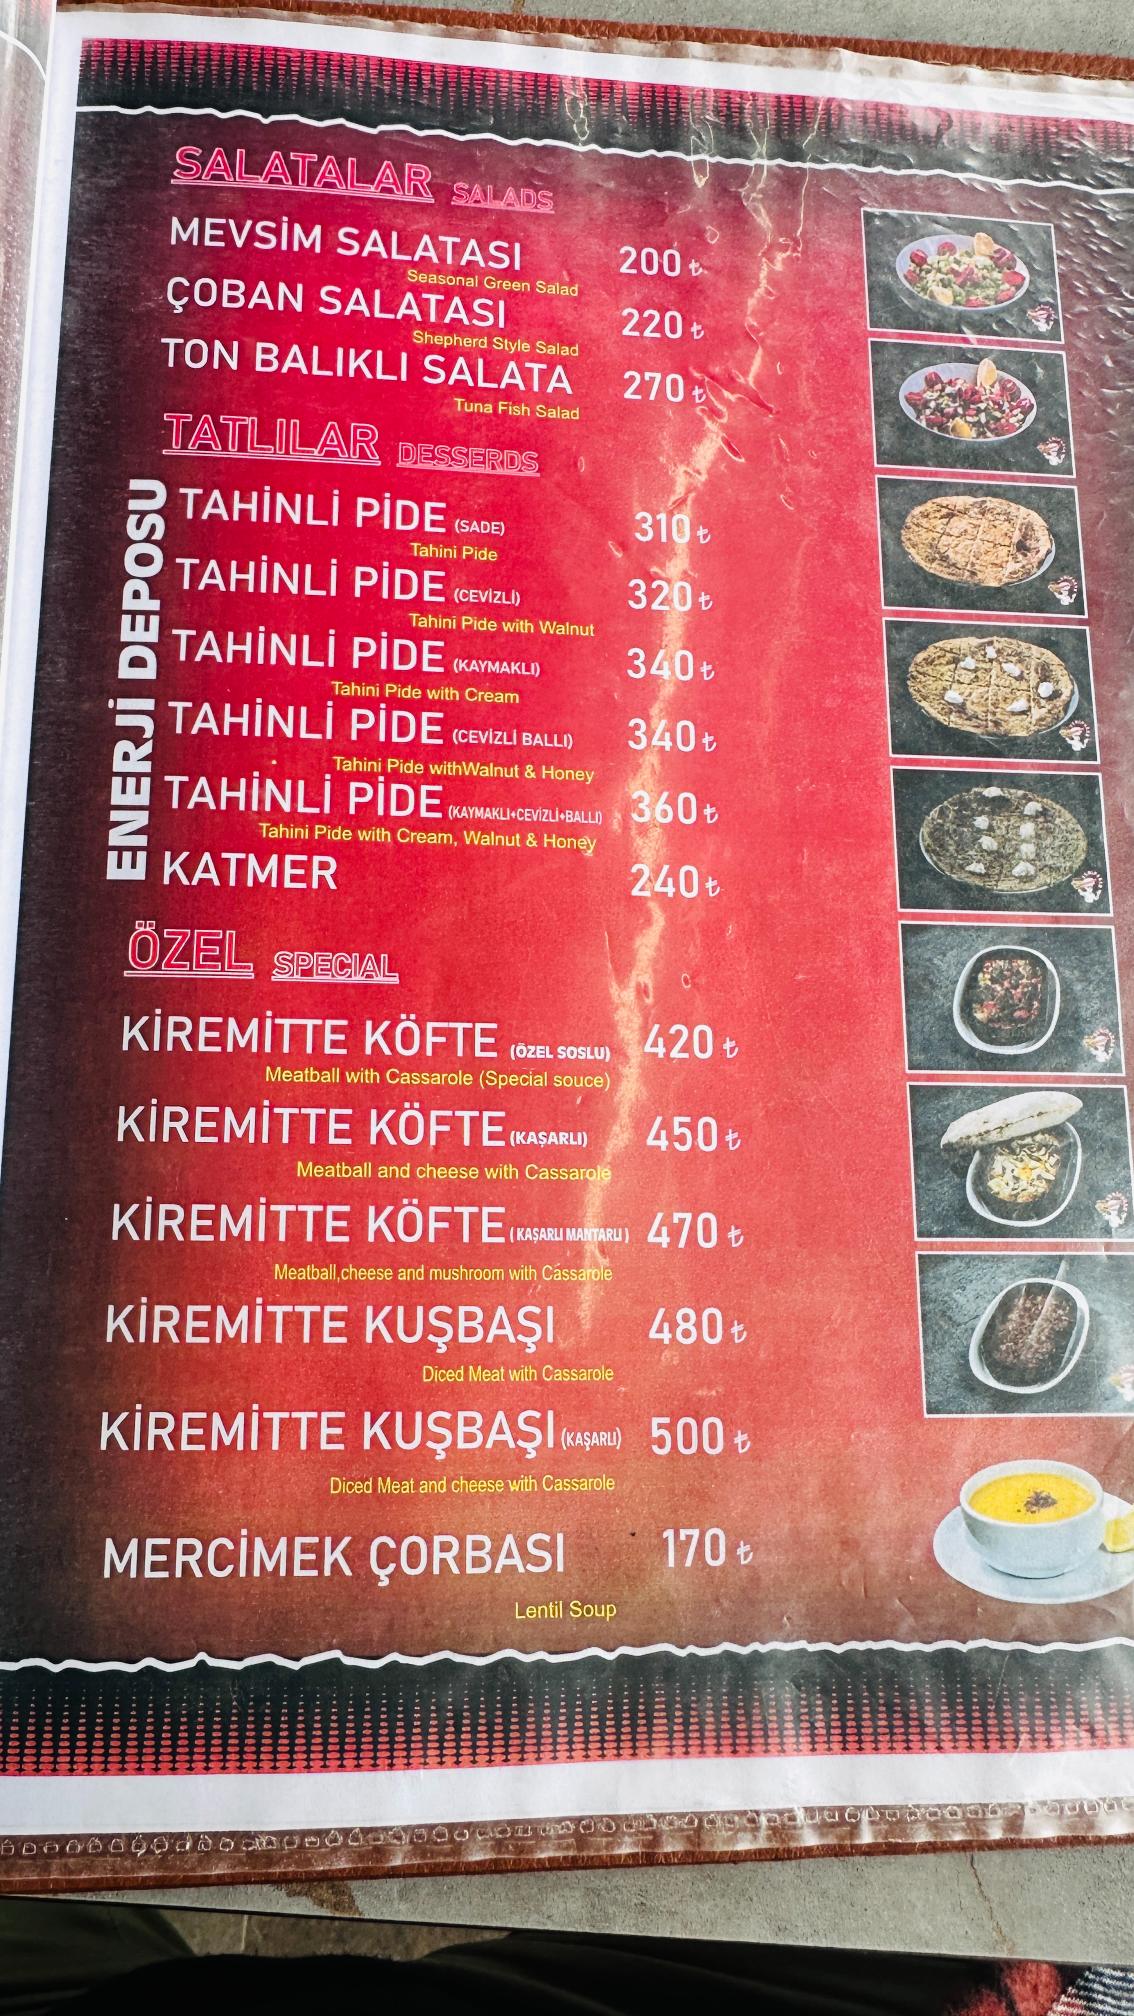 SALATALAR SALADS
MEVSİM SALATASI 200 ₺
Seasonal Green Salad
ÇOBAN SALATASI 220 ₺
Shepherd Style Salad
TON BALIKLI SALATA 270 ₺
Tuna Fish Salad
TATLILAR DESSERDS
ENERJİ DEPOSU
TAHİNLİ PİDE (SADE) 310 ₺
Tahini Pide
TAHİNLİ PİDE (CEVİZLİ) 320 ₺
Tahini Pide with Walnut
TAHİNLİ PİDE (KAYMAKLI) 340 ₺
Tahini Pide with Cream
TAHİNLİ PİDE (CEVİZLİ BALLI) 340 ₺
Tahini Pide withWalnut & Honey
TAHİNLİ PİDE (KAYMAKLI+CEVİZLİ+BALLI) 360 ₺
Tahini Pide with Cream, Walnut & Honey
KATMER 240 ₺
ÖZEL SPECIAL
KİREMİTTE KÖFTE (ÖZEL SOSLU) 420 ₺
Meatball with Cassarole (Special souce)
KİREMİTTE KÖFTE (KAŞARLI) 450 ₺
Meatball and cheese with Cassarole
KİREMİTTE KÖFTE (KAŞARLI MANTARLI) 470 ₺
Meatball,cheese and mushroom with Cassarole
KİREMİTTE KUŞBAŞI 480 ₺
Diced Meat with Cassarole
KİREMİTTE KUŞBAŞI (KAŞARLI) 500 ₺
Diced Meat and cheese with Cassarole
MERCİMEK ÇORBASI 170 ₺
Lentil Soup